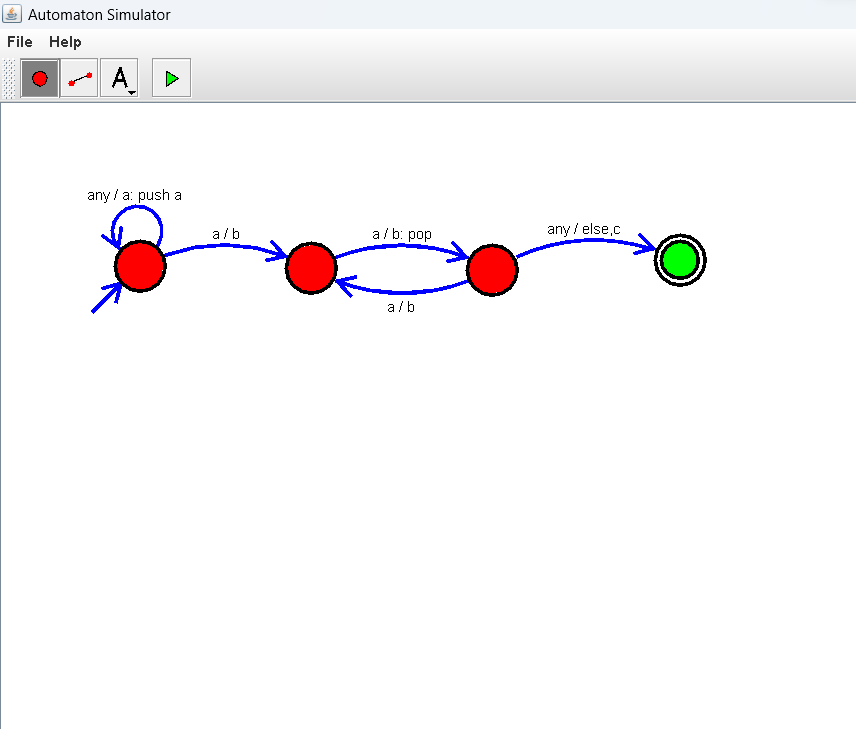 Automaton Simulator
File Help
A
any / a: push a
a / b
a / b: pop
any / else,c
a / b